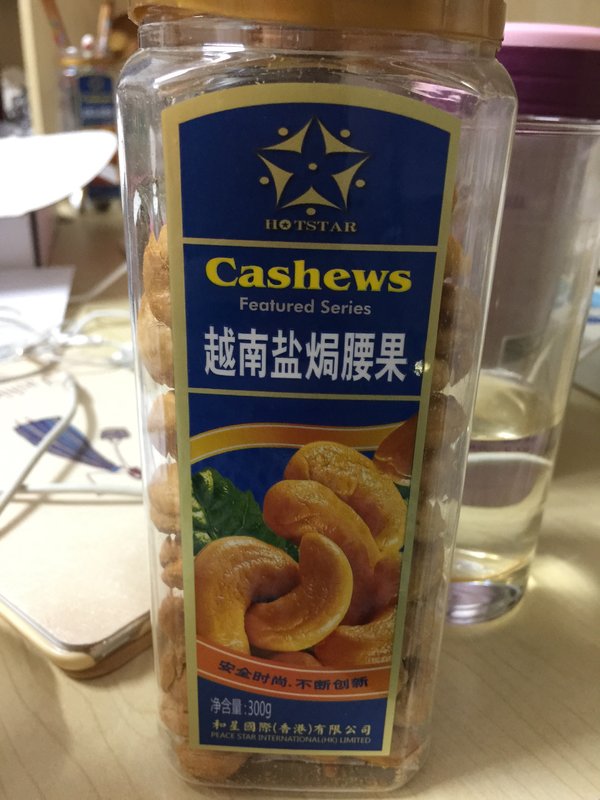 HOTSTAR
Cashews
Featured Series
越南盐焗腰果
安全时尚.不断创新
净含量:300g
和星國際(香港)有限公司
PEACE STAR INTERNATIONAL(HK) LIMITED